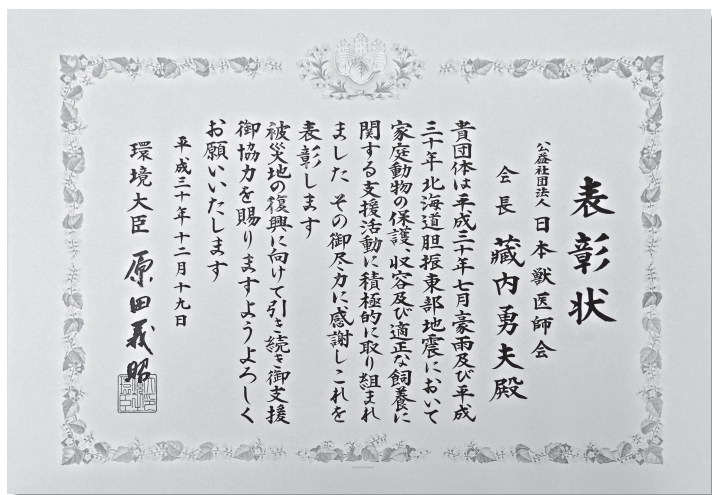 表彰状
公益社団法人 日本獣医師会
会長 藏内勇夫殿
貴団体は平成三十年七月豪雨及び平成
三十年北海道胆振東部地震において
家庭動物の保護、収容及び適正な飼養に
関する支援活動に積極的に取り組まれ
ました その御尽力に感謝しこれを
表彰します
被災地の復興に向けて引き続き御支援
御協力を賜りますようよろしく
お願いいたします
平成三十年十二月十九日
環境大臣 原田義昭